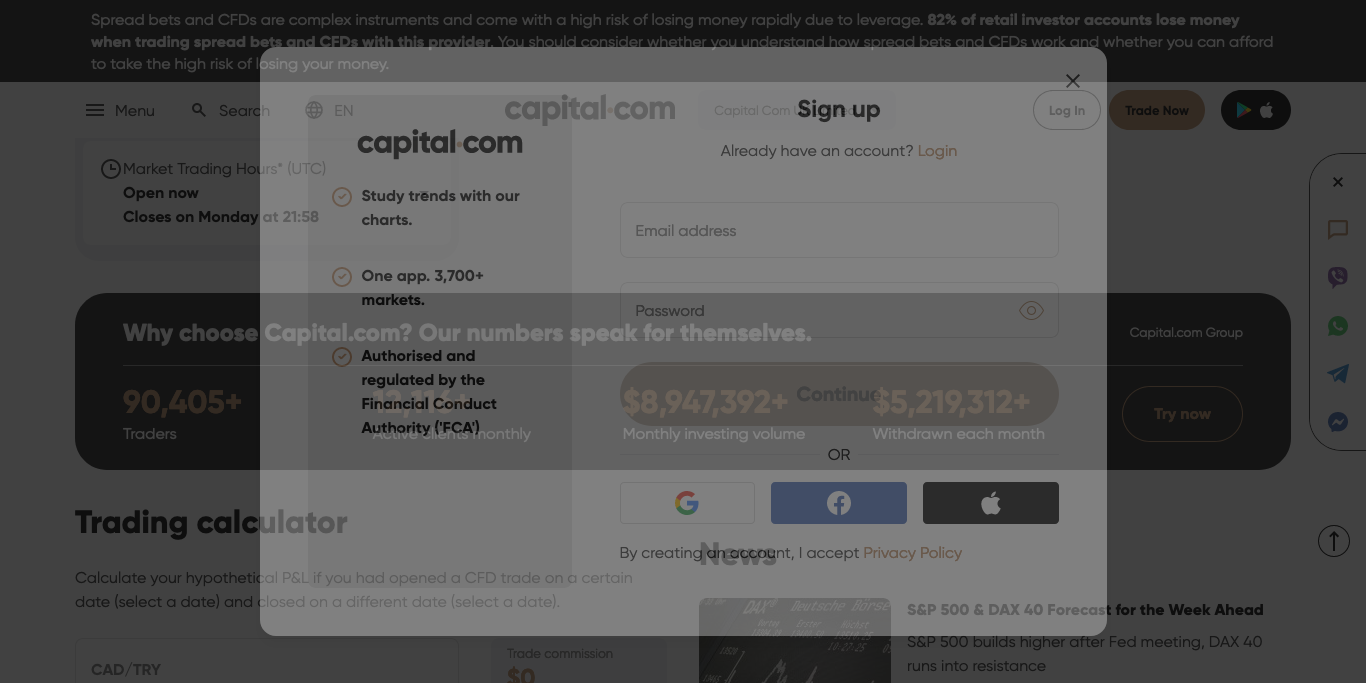 Spread bets and CFDs are complex instruments and come with a high risk of losing money rapidly due to leverage. 82% of retail investor accounts lose money
when trading spread bets and CFDs with this provider. You should consider whether you understand how spread bets and CFDs work and whether you can afford
to take the high risk of losing your money.
Menu
Search
EN
capital.com
Capital Com
Log In
Trade Now
Market Trading Hours* (UTC)
Open now
Closes on Monday at 21:58
capital.com
Study trends with our
charts.
One app. 3,700+
markets.
Authorised and
regulated by the
Financial Conduct
Authority ('FCA')
Sign up
Already have an account? Login
Email address
Password
Continue
OR
By creating an account, I accept Privacy Policy
Why choose Capital.com? Our numbers speak for themselves.
Capital.com Group
90,405+
Traders
Active clients monthly
$8,947,392+
Monthly investing volume
$5,219,312+
Withdrawn each month
Try now
Trading calculator
Calculate your hypothetical P&L if you had opened a CFD trade on a certain
date (select a date) and closed on a different date (select a date).
CAD/TRY
Trade commission
$0
News
DAX
Deutsche Börse
S&P 500 & DAX 40 Forecast for the Week Ahead
S&P 500 builds higher after Fed meeting, DAX 40
runs into resistance